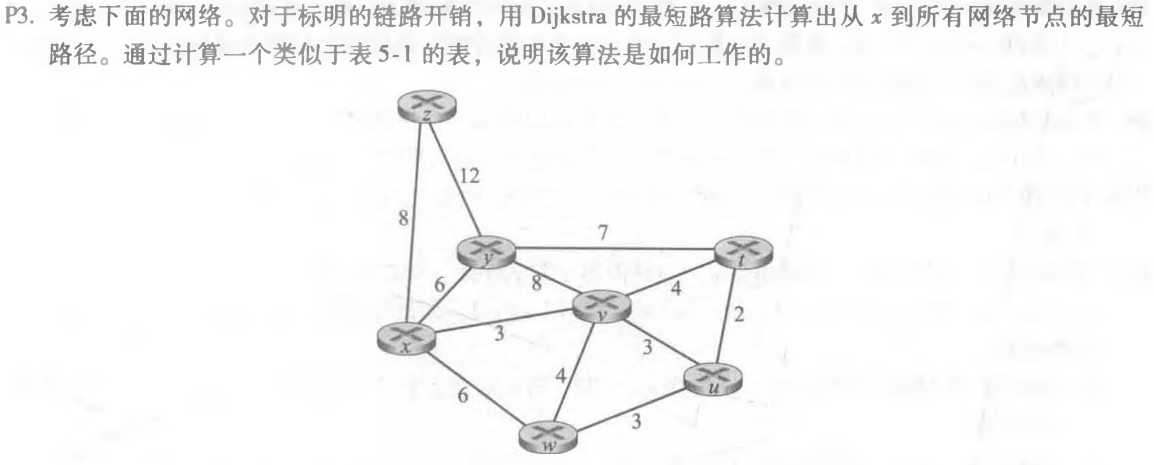 P3. 考虑下面的网络。对于标明的链路开销，用 Dijkstra 的最短路算法计算出从 x 到所有网络节点的最短
路径。通过计算一个类似于表 5-1 的表，说明该算法是如何工作的。
z
12
8
7
y
t
6
8
4
v
2
x
3
3
u
4
6
3
w